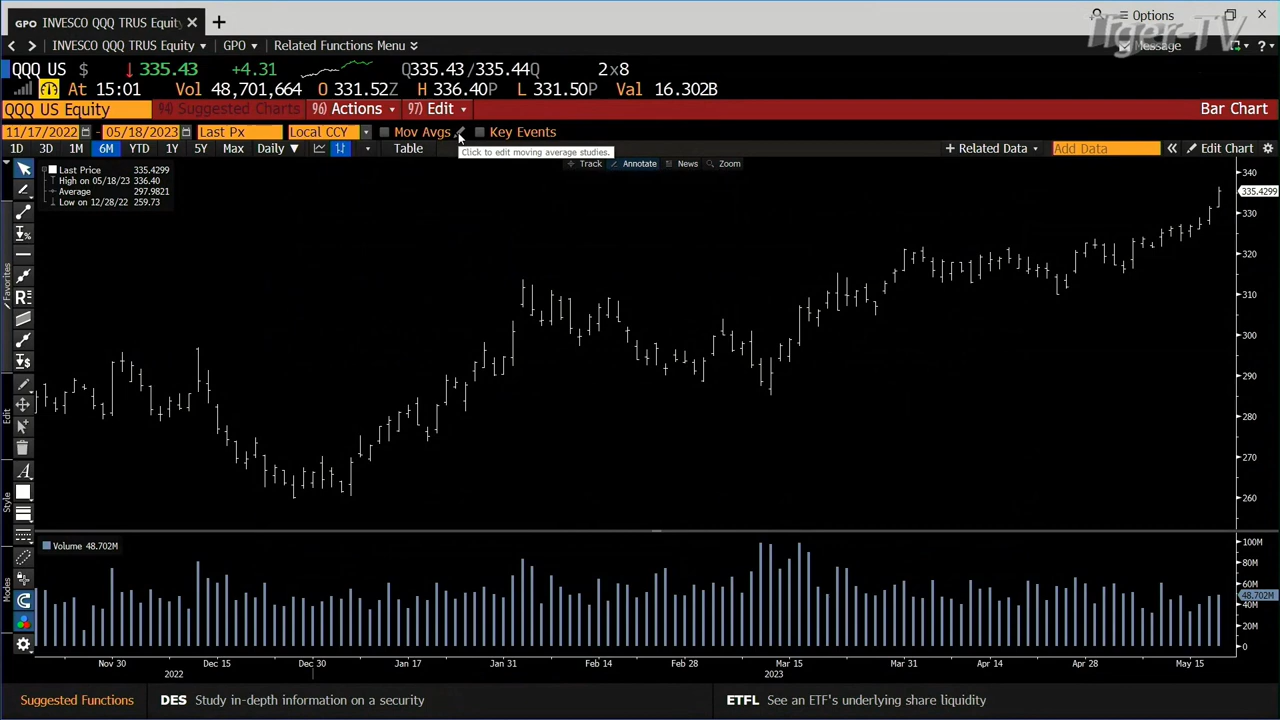 GPO INVESCO QQQ TRUS Equity
Options
Tiger-TV
INVESCO QQQ TRUS Equity GPO Related Functions Menu Message
QQQ US $ 335.43 +4.31 Q335.43/335.44Q 2x8
At 15:01 Vol 48,701,664 O 331.52Z H 336.40P L 331.50P Val 16.302B
QQQ US Equity 94) Suggested Charts 96) Actions 97) Edit Bar Chart
11/17/2022 - 05/18/2023 Last Px Local CCY Mov Avgs Key Events
1D 3D 1M 6M YTD 1Y 5Y Max Daily Table + Related Data Add Data Edit Chart
Click to edit moving average studies.
Track Annotate News Zoom
Last Price 335.4299
High on 05/18/23 336.40
Average 297.9821
Low on 12/28/22 259.73
340
335.4299
330
320
310
300
290
280
270
260
Favorites
Edit
Style
Modes
Volume 48.702M
100M
80M
60M
48.702M
40M
20M
0
Nov 30 Dec 15 Dec 30 Jan 17 Jan 31 Feb 14 Feb 28 Mar 15 Mar 31 Apr 14 Apr 28 May 15
2022 2023
Suggested Functions DES Study in-depth information on a security ETFL See an ETF's underlying share liquidity